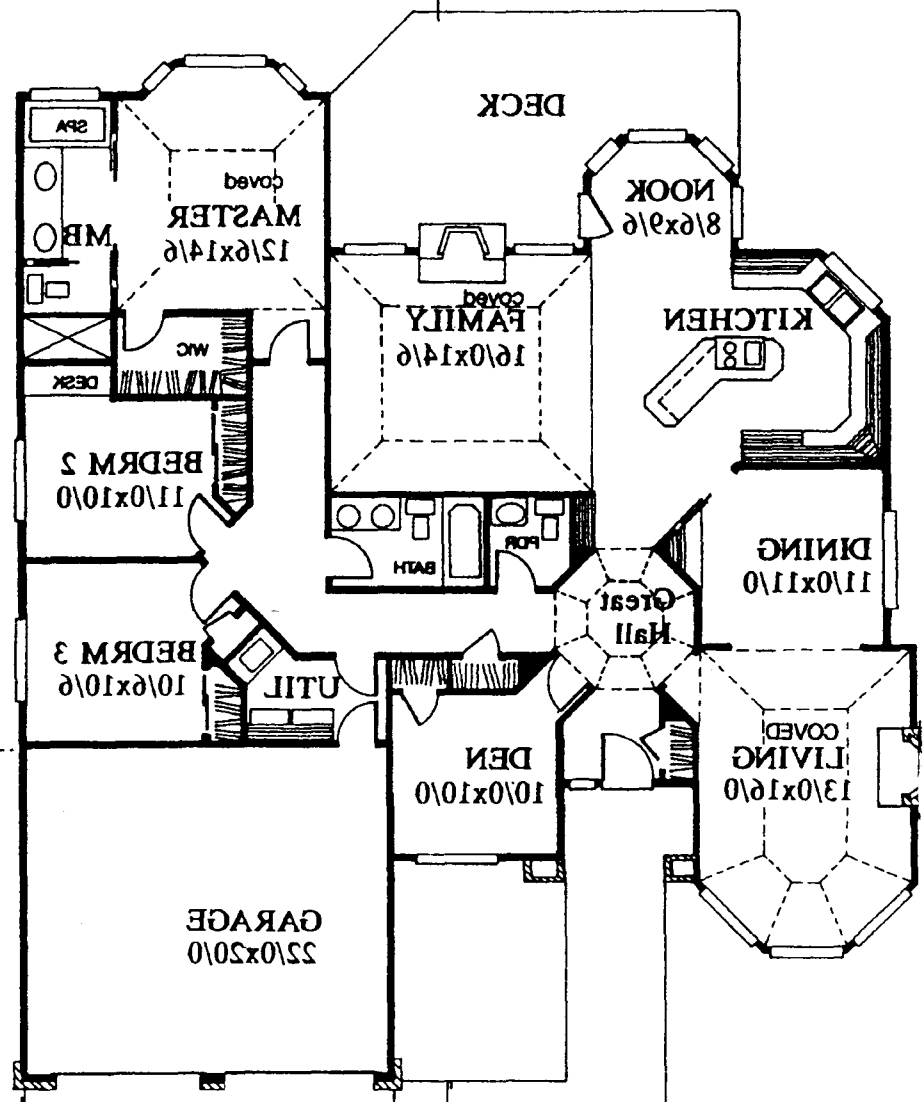 DECK
SPA
NOOK
8/6x9/6
coved
MASTER
12/6x14/6
MB
coved
FAMILY
16/0x14/6
KITCHEN
WIC
DESK
BEDRM 2
11/0x10/0
PDR
BATH
DINING
11/0x11/0
Great
Hall
BEDRM 3
10/6x10/6
UTIL
COVED
LIVING
13/0x16/0
DEN
10/0x10/0
GARAGE
22/0x20/0